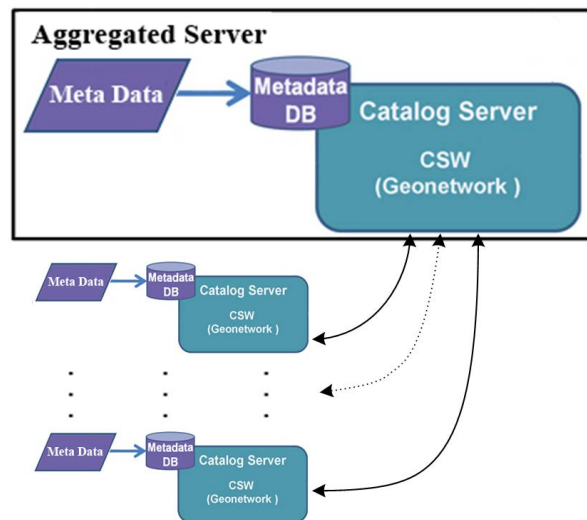 Aggregated Server
Meta Data
Metadata
DB
Catalog Server
CSW
(Geonetwork )
Meta Data
Metadata
DB
Catalog Server
CSW
(Geonetwork )
Meta Data
Metadata
DB
Catalog Server
CSW
(Geonetwork )